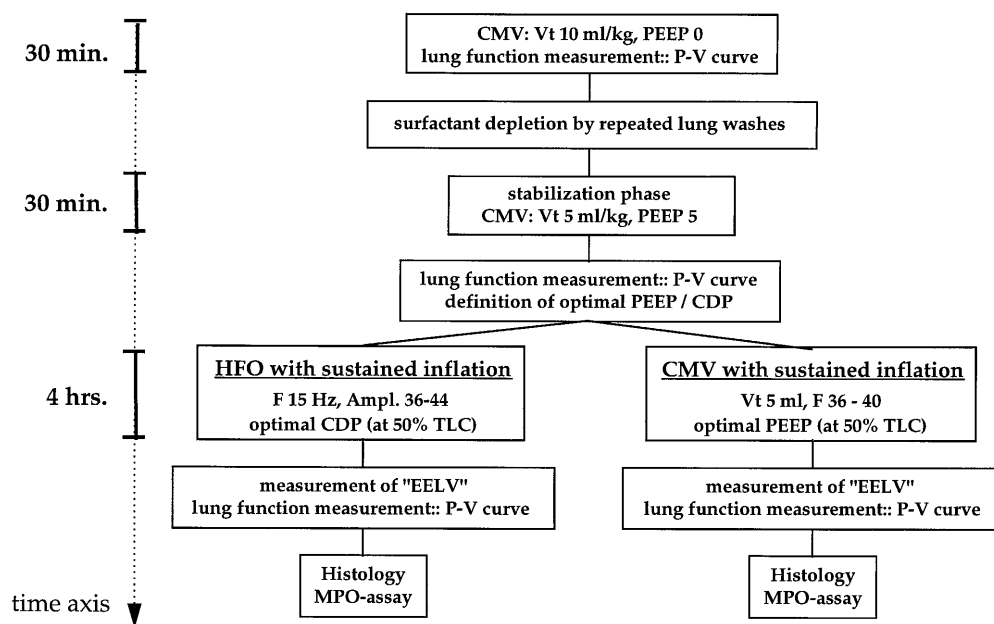 30 min.
CMV: Vt 10 ml/kg, PEEP 0
lung function measurement:: P-V curve
surfactant depletion by repeated lung washes
30 min.
stabilization phase
CMV: Vt 5 ml/kg, PEEP 5
lung function measurement:: P-V curve
definition of optimal PEEP / CDP
4 hrs.
HFO with sustained inflation
F 15 Hz, Ampl. 36-44
optimal CDP (at 50% TLC)
CMV with sustained inflation
Vt 5 ml, F 36 - 40
optimal PEEP (at 50% TLC)
measurement of "EELV"
lung function measurement:: P-V curve
measurement of "EELV"
lung function measurement:: P-V curve
Histology
MPO-assay
Histology
MPO-assay
time axis